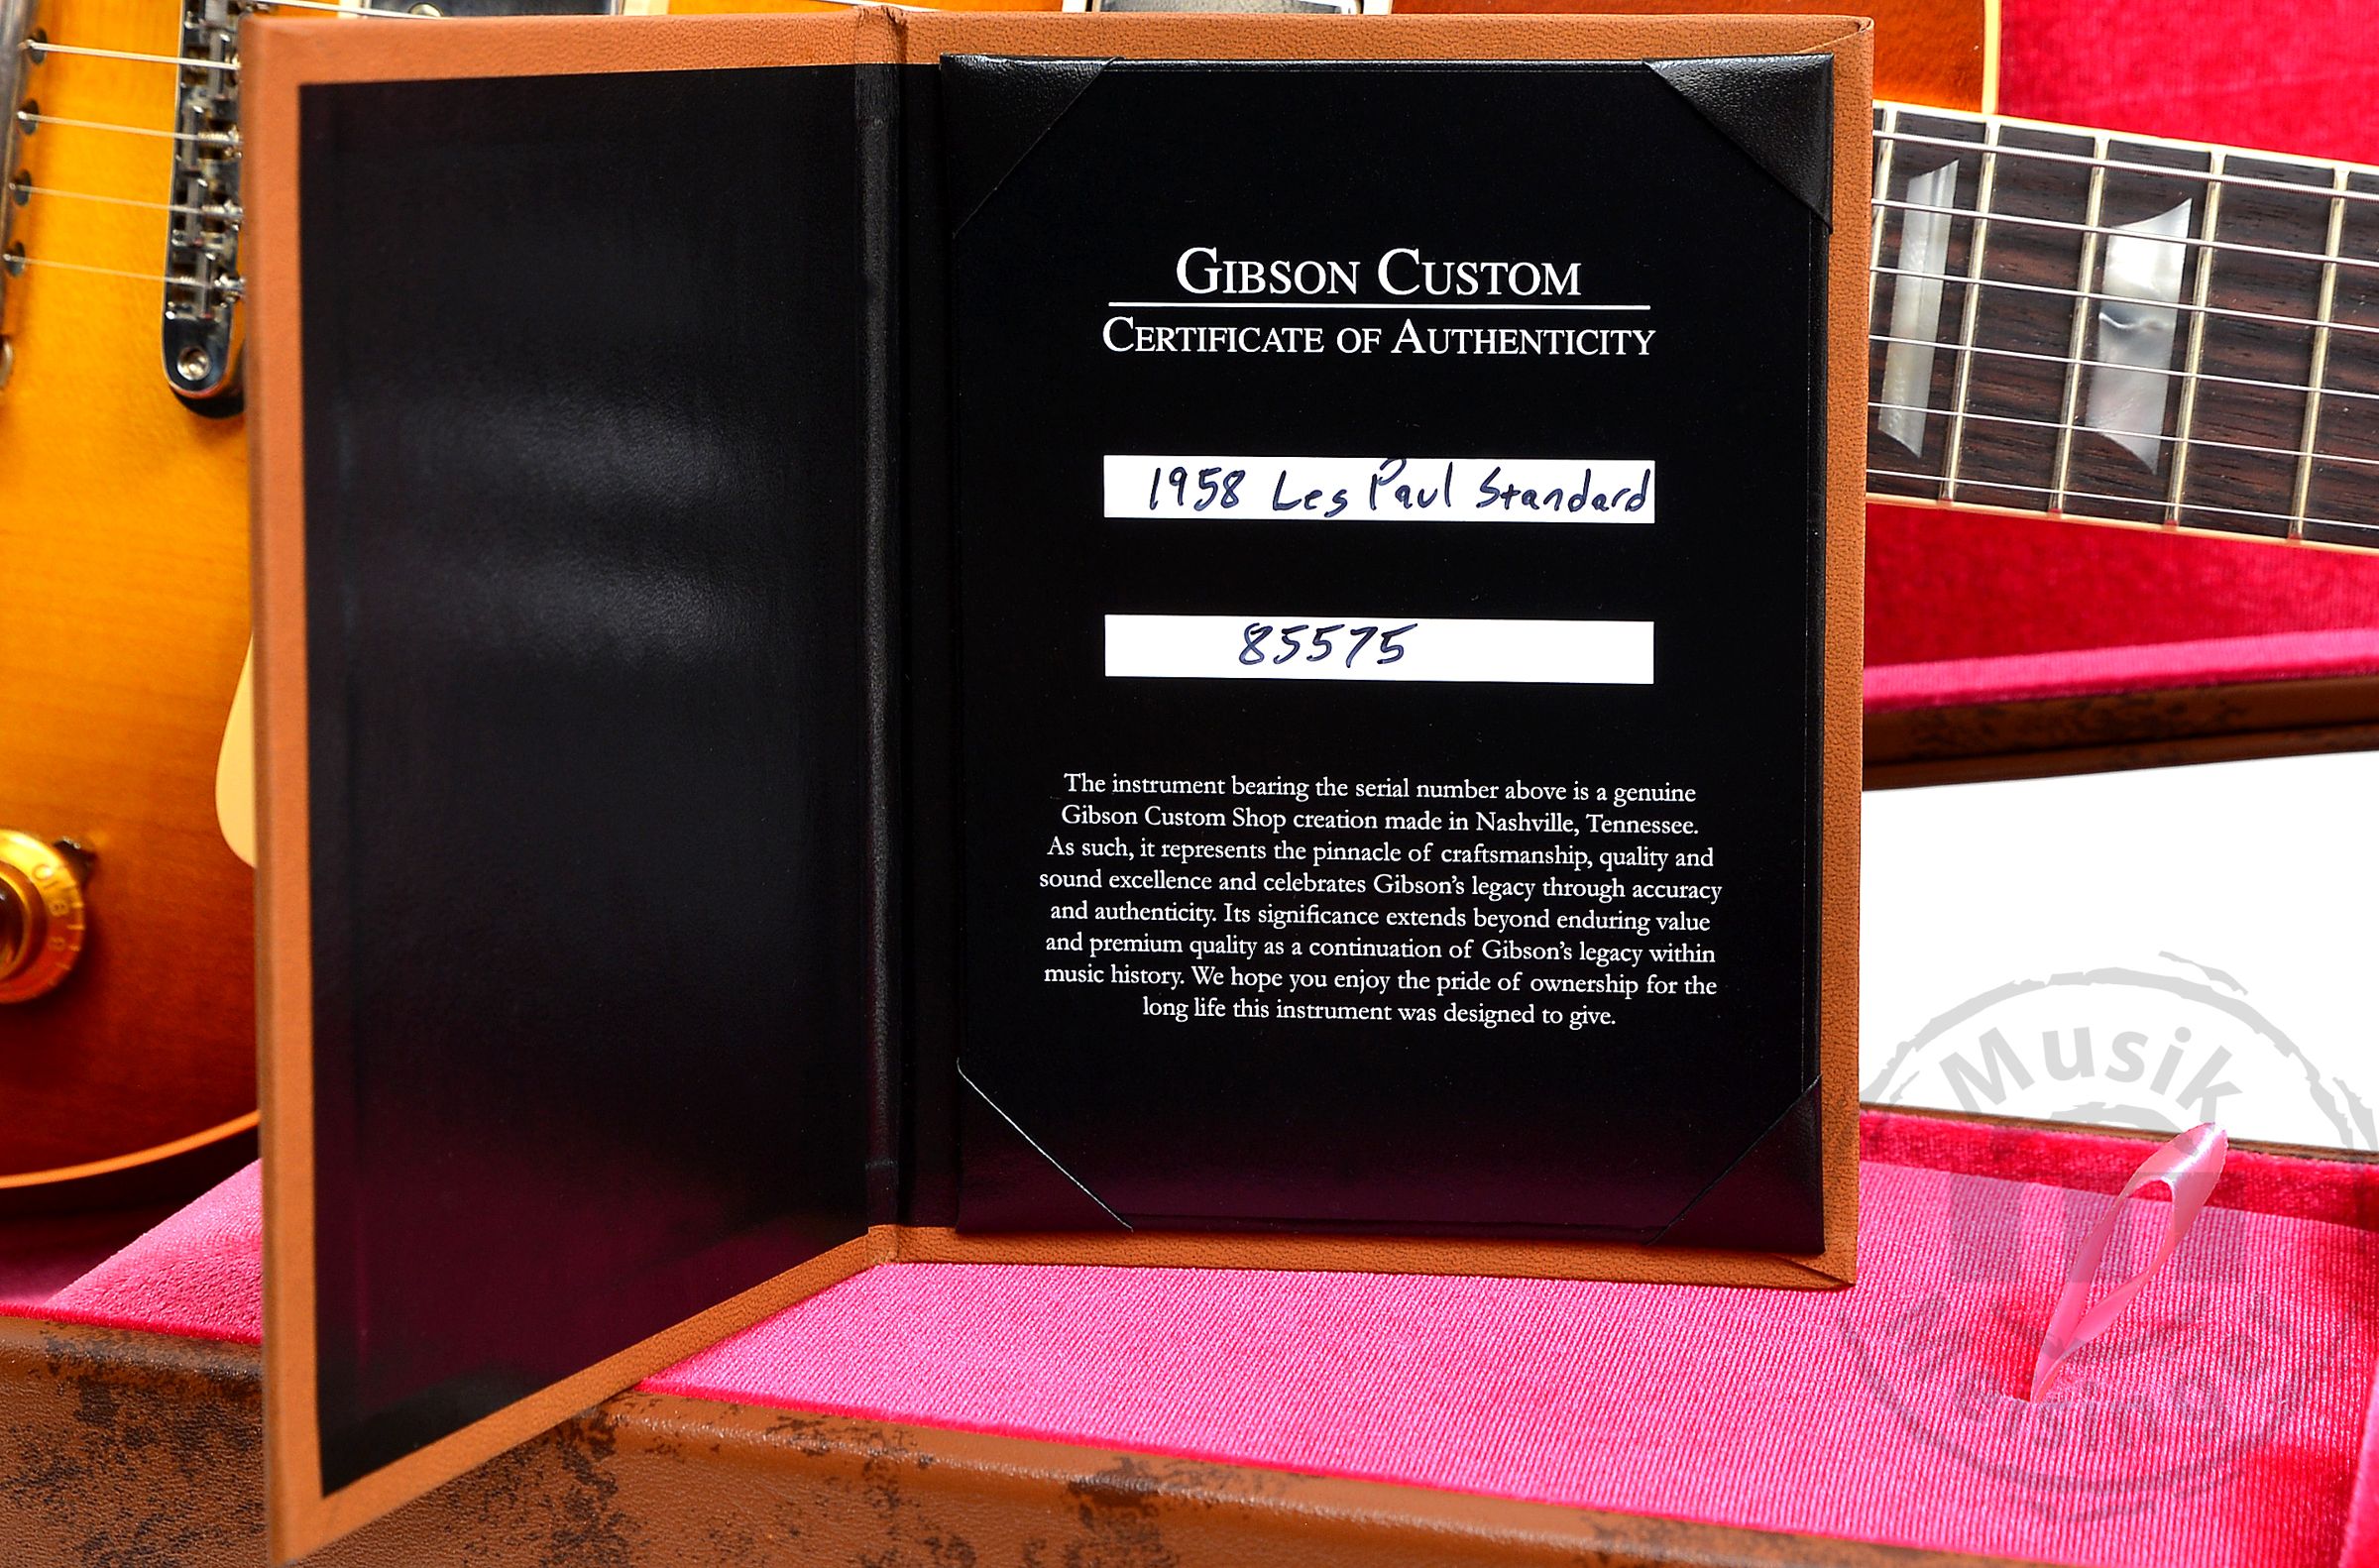 GIBSON CUSTOM
CERTIFICATE OF AUTHENTICITY
1958 Les Paul Standard
85575
The instrument bearing the serial number above is a genuine
Gibson Custom Shop creation made in Nashville, Tennessee.
As such, it represents the pinnacle of craftsmanship, quality and
sound excellence and celebrates Gibson's legacy through accuracy
and authenticity. Its significance extends beyond enduring value
and premium quality as a continuation of Gibson's legacy within
music history. We hope you enjoy the pride of ownership for the
long life this instrument was designed to give.
Musik